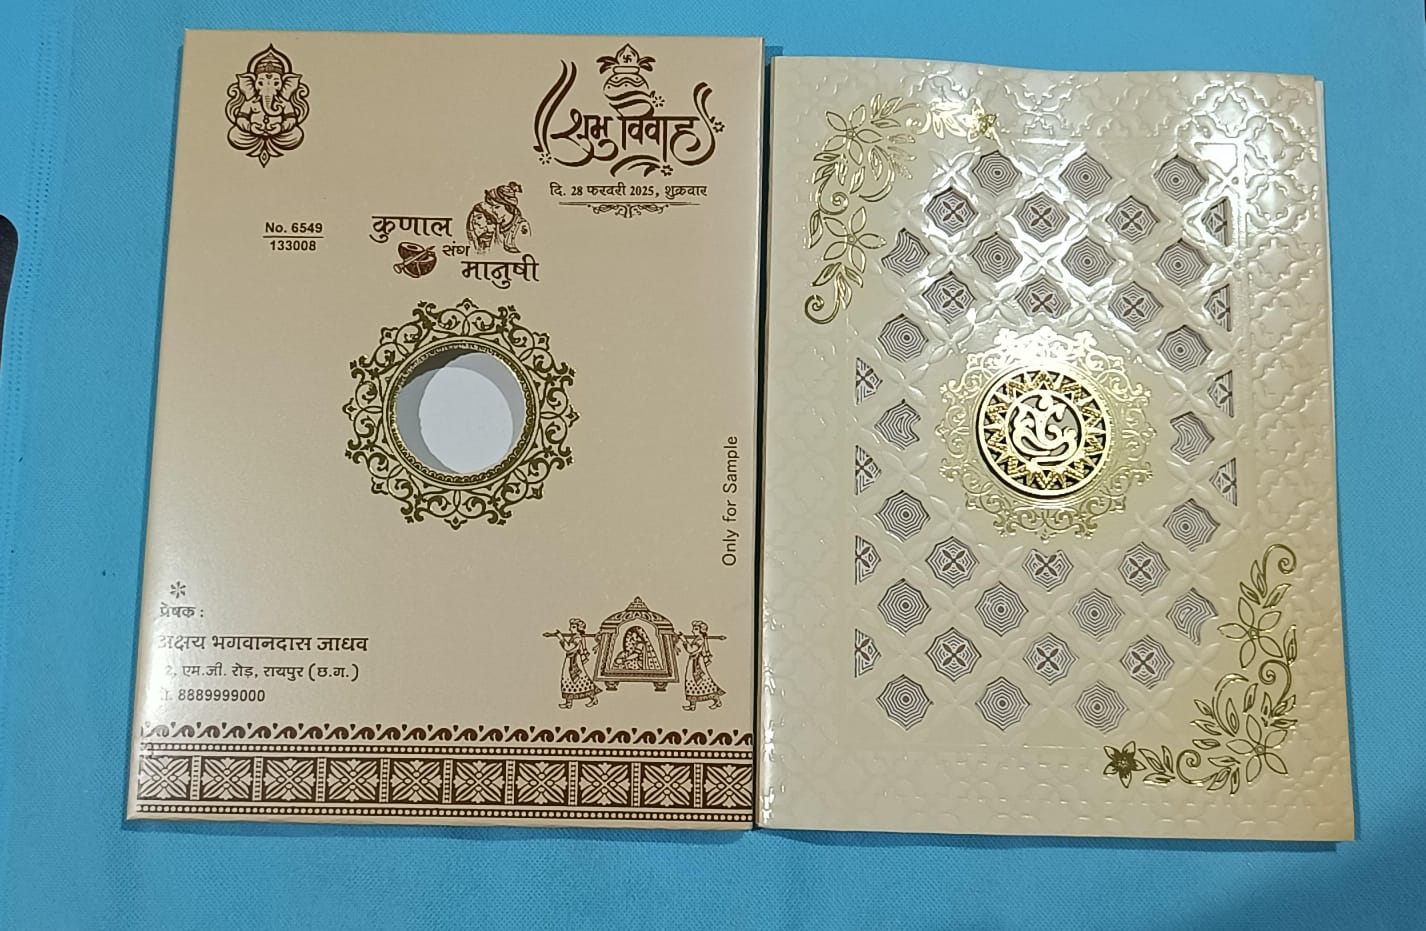 शुभ विवाह
दि. 28 फरवरी 2025, शुक्रवार
No. 6549
133008
कुणाल
संग
मानुषी
Only for Sample
प्रेषक :
अक्षय भगवानदास जाधव
एम.जी. रोड़, रायपुर (छ.ग.)
8889999000